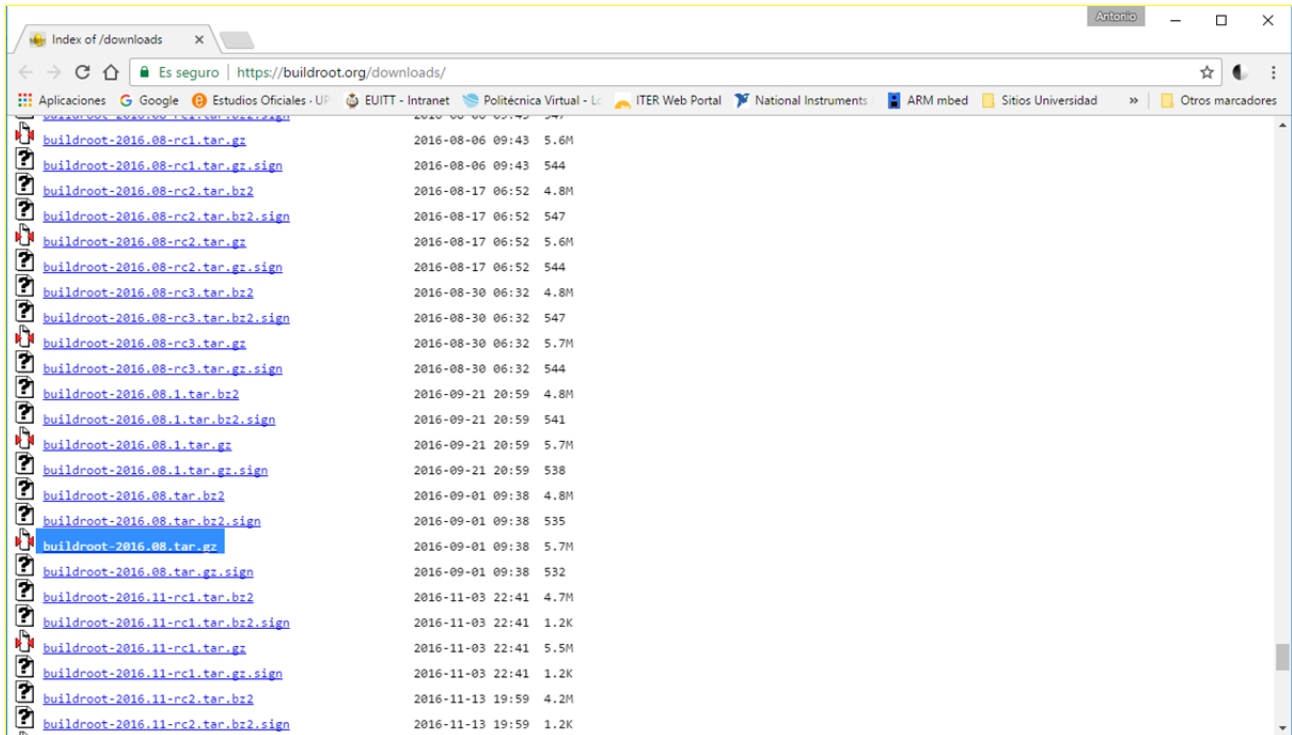 Antonio
Index of /downloads
Es seguro | https://buildroot.org/downloads/
Aplicaciones Google Estudios Oficiales - UP EUITT - Intranet Politécnica Virtual - Lo ITER Web Portal National Instruments ARM mbed Sitios Universidad » Otros marcadores
buildroot-2016.08-rc1.tar.bz2.sign 2016-08-06 09:43 547
buildroot-2016.08-rc1.tar.gz 2016-08-06 09:43 5.6M
buildroot-2016.08-rc1.tar.gz.sign 2016-08-06 09:43 544
buildroot-2016.08-rc2.tar.bz2 2016-08-17 06:52 4.8M
buildroot-2016.08-rc2.tar.bz2.sign 2016-08-17 06:52 547
buildroot-2016.08-rc2.tar.gz 2016-08-17 06:52 5.6M
buildroot-2016.08-rc2.tar.gz.sign 2016-08-17 06:52 544
buildroot-2016.08-rc3.tar.bz2 2016-08-30 06:32 4.8M
buildroot-2016.08-rc3.tar.bz2.sign 2016-08-30 06:32 547
buildroot-2016.08-rc3.tar.gz 2016-08-30 06:32 5.7M
buildroot-2016.08-rc3.tar.gz.sign 2016-08-30 06:32 544
buildroot-2016.08.1.tar.bz2 2016-09-21 20:59 4.8M
buildroot-2016.08.1.tar.bz2.sign 2016-09-21 20:59 541
buildroot-2016.08.1.tar.gz 2016-09-21 20:59 5.7M
buildroot-2016.08.1.tar.gz.sign 2016-09-21 20:59 538
buildroot-2016.08.tar.bz2 2016-09-01 09:38 4.8M
buildroot-2016.08.tar.bz2.sign 2016-09-01 09:38 535
buildroot-2016.08.tar.gz 2016-09-01 09:38 5.7M
buildroot-2016.08.tar.gz.sign 2016-09-01 09:38 532
buildroot-2016.11-rc1.tar.bz2 2016-11-03 22:41 4.7M
buildroot-2016.11-rc1.tar.bz2.sign 2016-11-03 22:41 1.2K
buildroot-2016.11-rc1.tar.gz 2016-11-03 22:41 5.5M
buildroot-2016.11-rc1.tar.gz.sign 2016-11-03 22:41 1.2K
buildroot-2016.11-rc2.tar.bz2 2016-11-13 19:59 4.2M
buildroot-2016.11-rc2.tar.bz2.sign 2016-11-13 19:59 1.2K